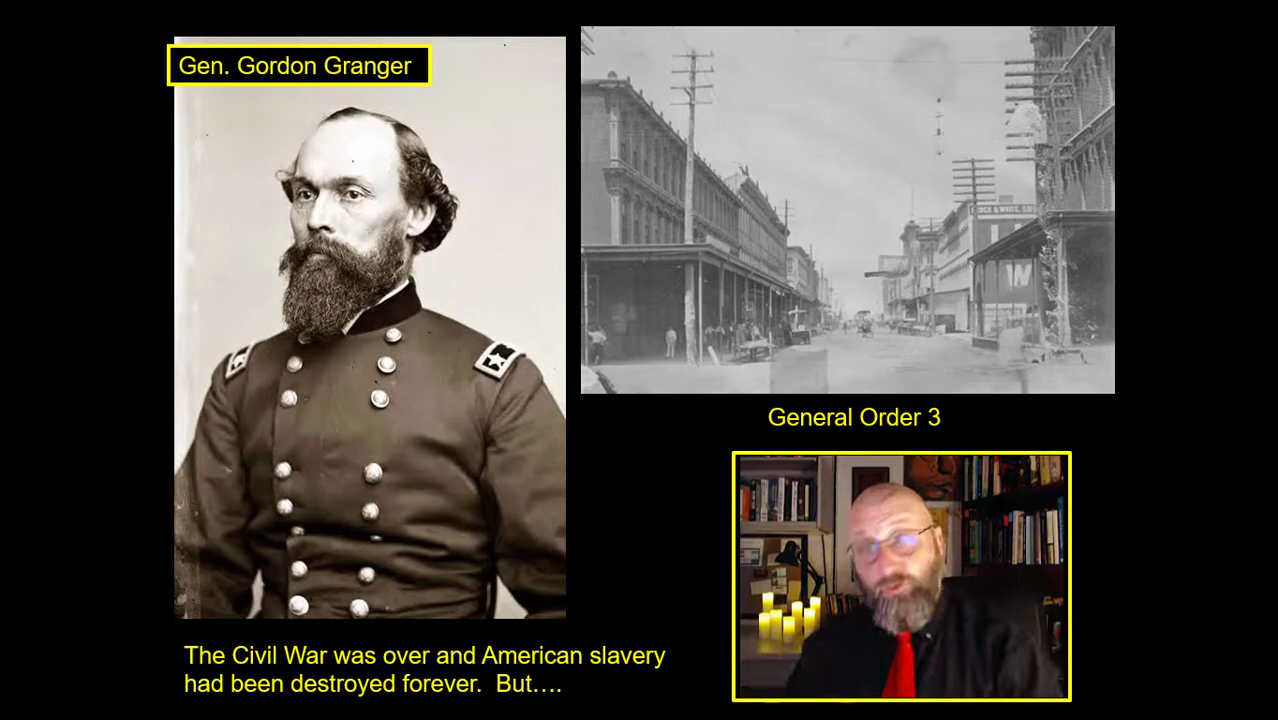 Gen. Gordon Granger
W
General Order 3
The Civil War was over and American slavery
had been destroyed forever.  But….